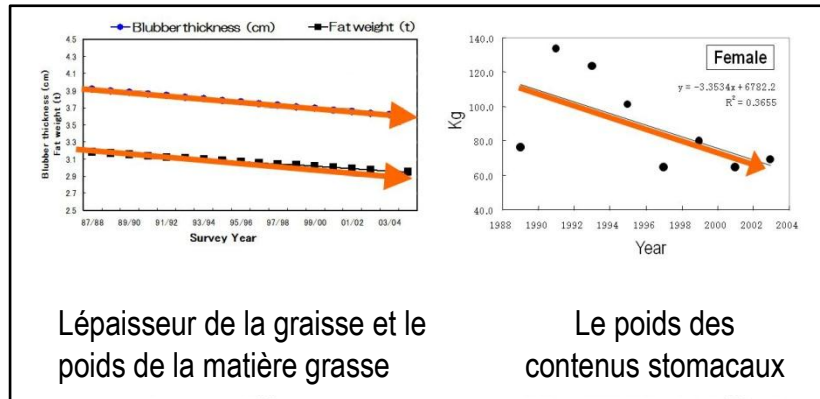 Blubber thickness (cm) Fat weight (t)
4.5
4.1
3.9
3.7
3.5
3.3
3.1
2.9
2.7
2.5
Blubber thickness (cm)
Fat weight (t)
87/88 89/90 91/92 93/94 95/96 97/98 99/00 01/02 03/04
Survey Year
140.0
120.0
100.0
80.0
60.0
40.0
Kg
Female
y = -3.3534x + 6782.2
R² = 0.3655
1988 1990 1992 1994 1996 1998 2000 2002 2004
Year
Lépaisseur de la graisse et le
poids de la matière grasse
Le poids des
contenus stomacaux